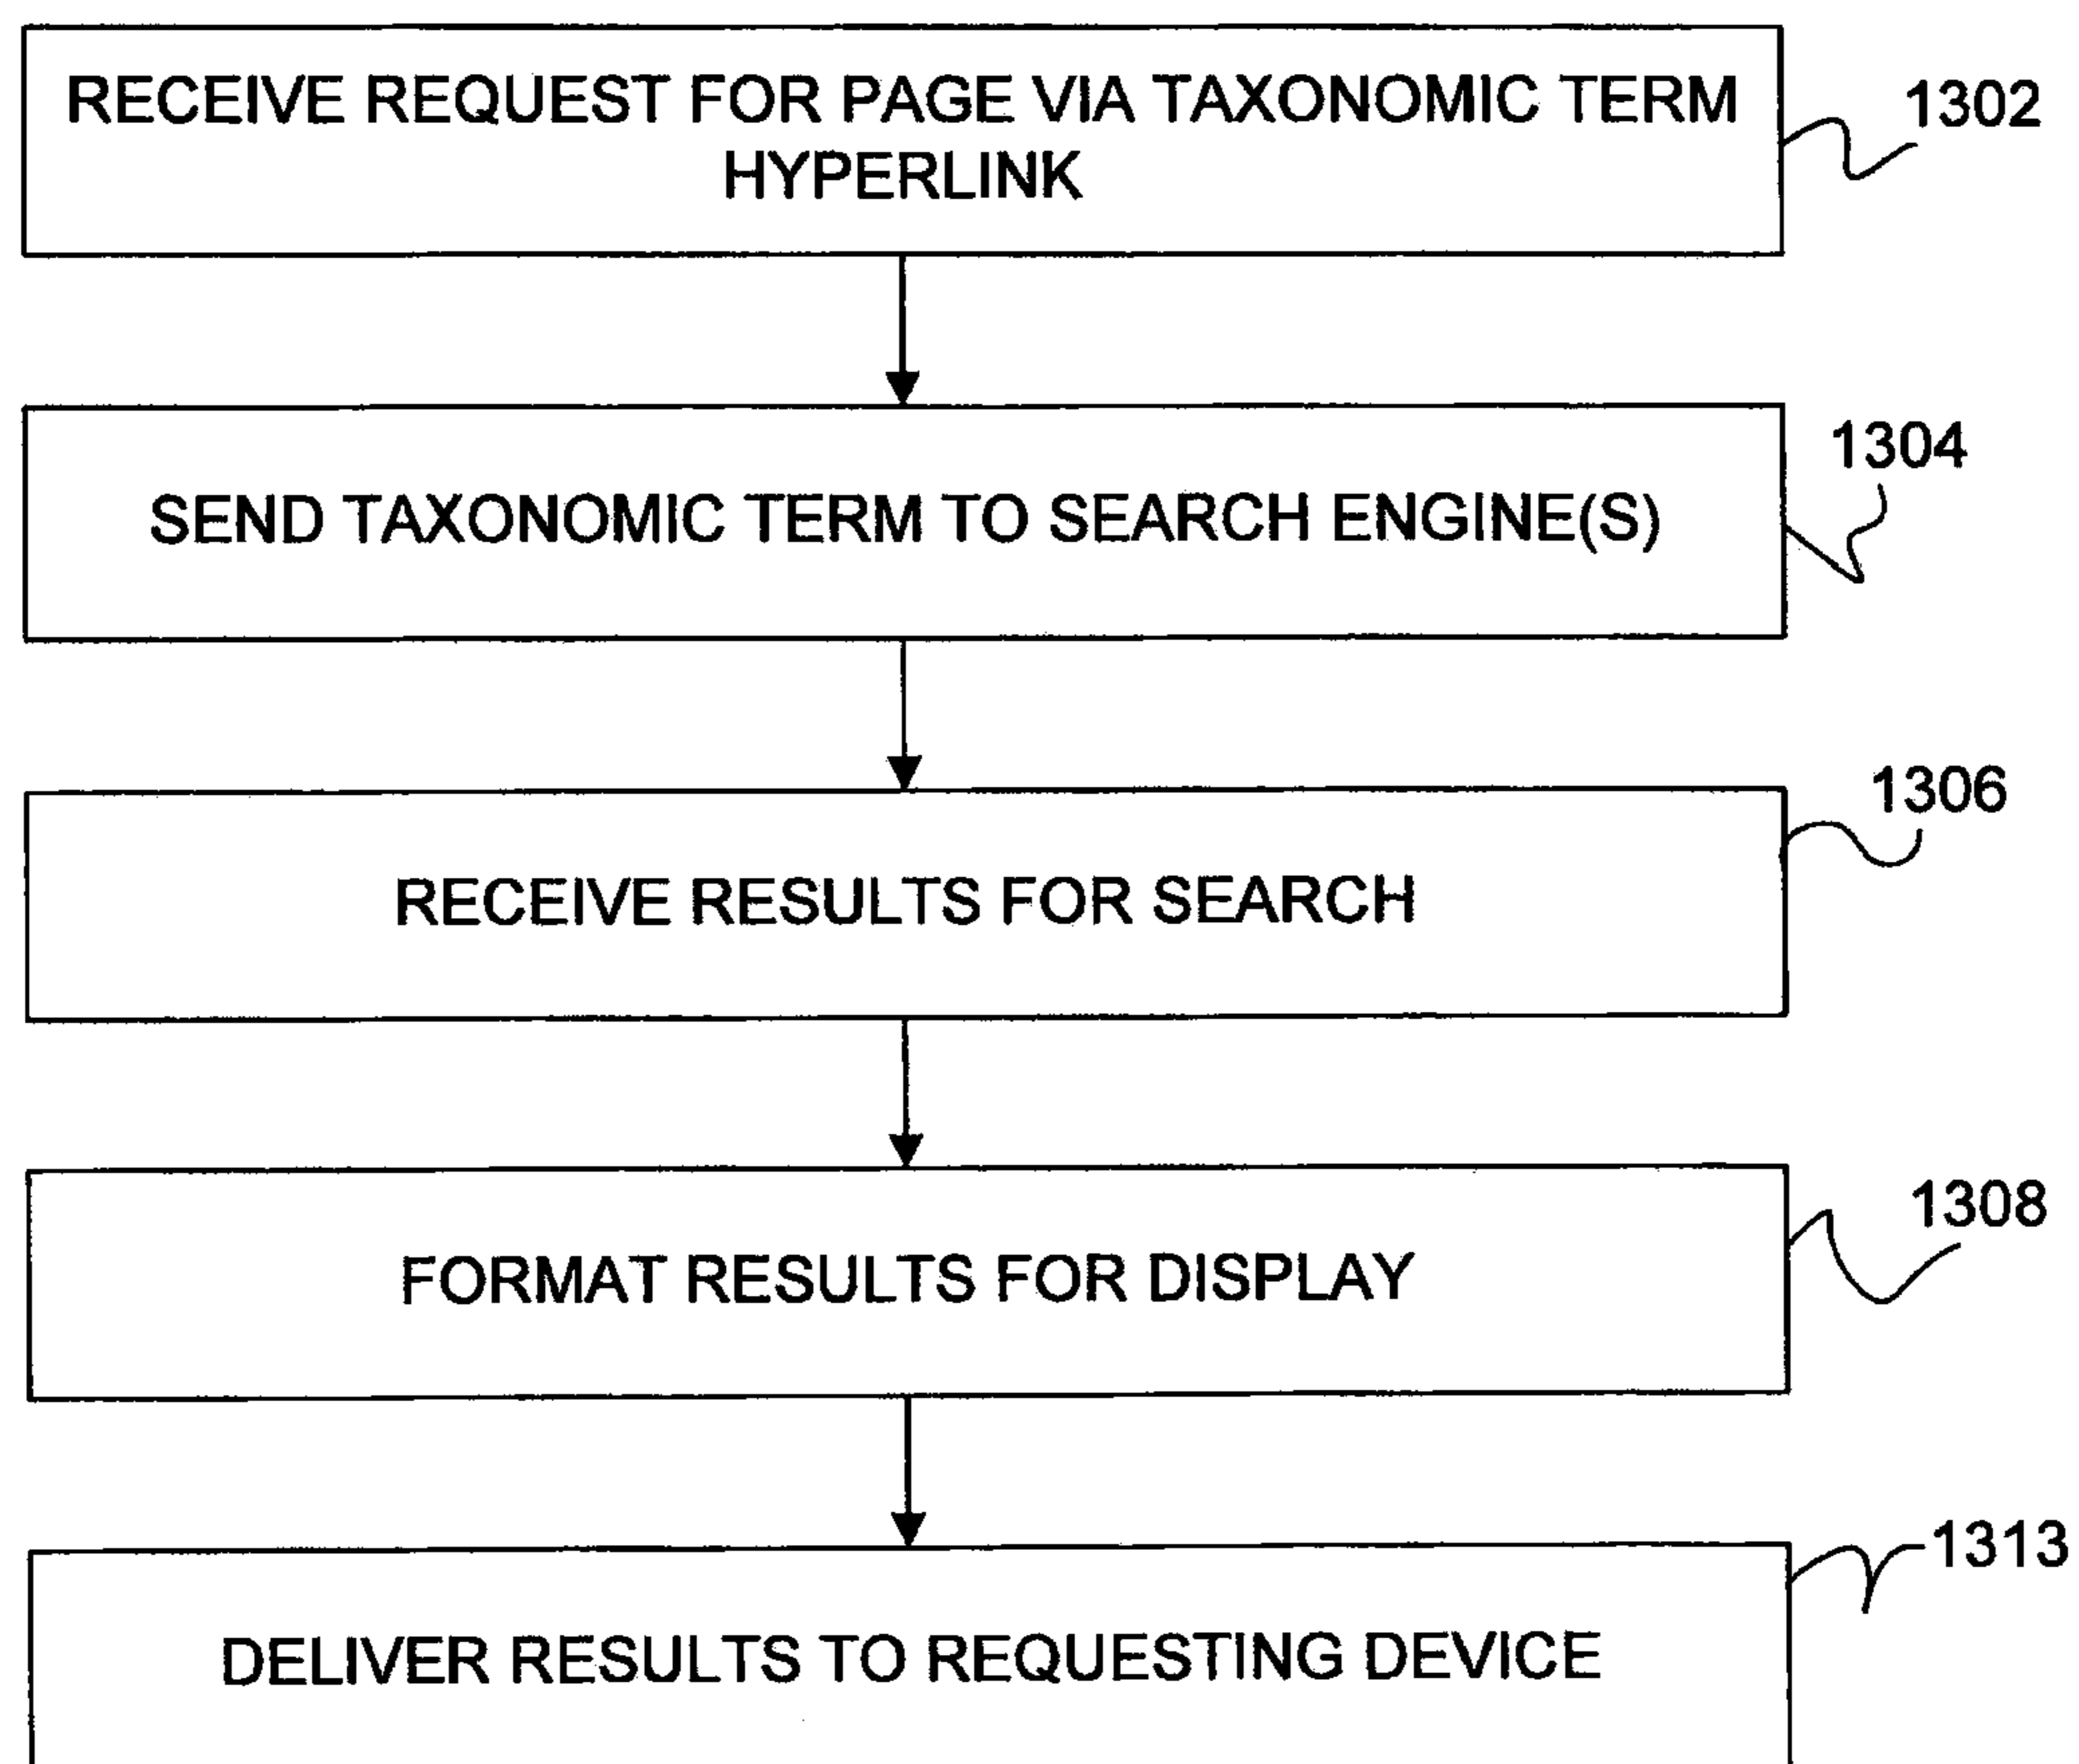 RECEIVE REQUEST FOR PAGE VIA TAXONOMIC TERM
HYPERLINK
1302
SEND TAXONOMIC TERM TO SEARCH ENGINE(S)
1304
RECEIVE RESULTS FOR SEARCH
1306
FORMAT RESULTS FOR DISPLAY
1308
DELIVER RESULTS TO REQUESTING DEVICE
1313